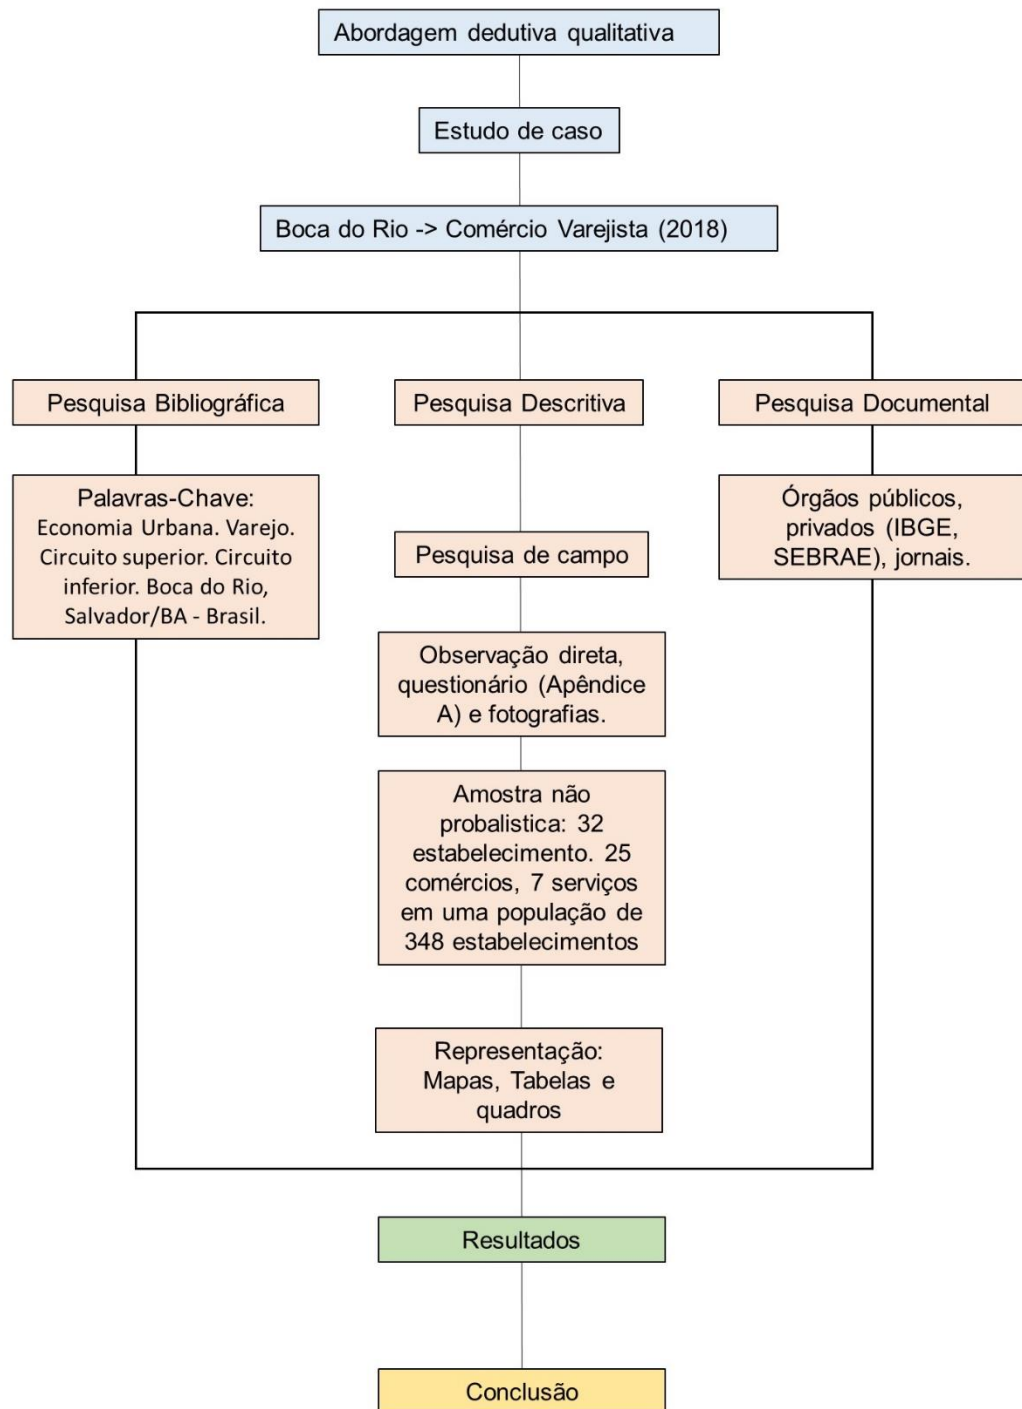 Abordagem dedutiva qualitativa
Estudo de caso
Boca do Rio -> Comércio Varejista (2018)
Pesquisa Bibliográfica
Pesquisa Descritiva
Pesquisa Documental
Palavras-Chave:
Economia Urbana. Varejo.
Circuito superior. Circuito
inferior. Boca do Rio,
Salvador/BA - Brasil.
Órgãos públicos,
privados (IBGE,
SEBRAE), jornais.
Pesquisa de campo
Observação direta,
questionário (Apêndice
A) e fotografias.
Amostra não
probalistica: 32
estabelecimento. 25
comércios, 7 serviços
em uma população de
348 estabelecimentos
Representação:
Mapas, Tabelas e
quadros
Resultados
Conclusão